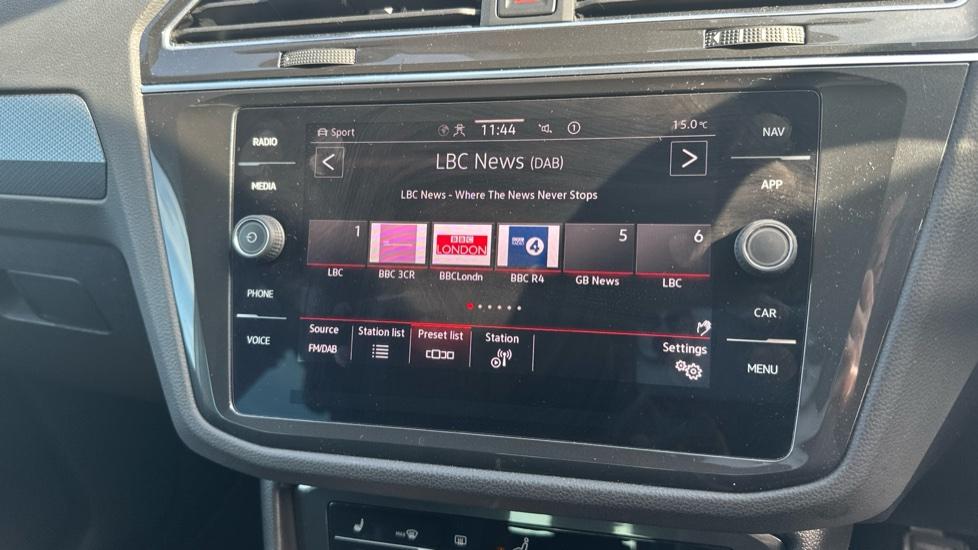 RADIO
MEDIA
PHONE
VOICE
Sport
11:44
15.0°C
LBC News (DAB)
LBC News - Where The News Never Stops
1
BBC LONDON
4
5
6
LBC
BBC 3CR
BBCLondn
BBC R4
GB News
LBC
Source
FM/DAB
Station list
Preset list
Station
Settings
NAV
APP
CAR
MENU
MAX